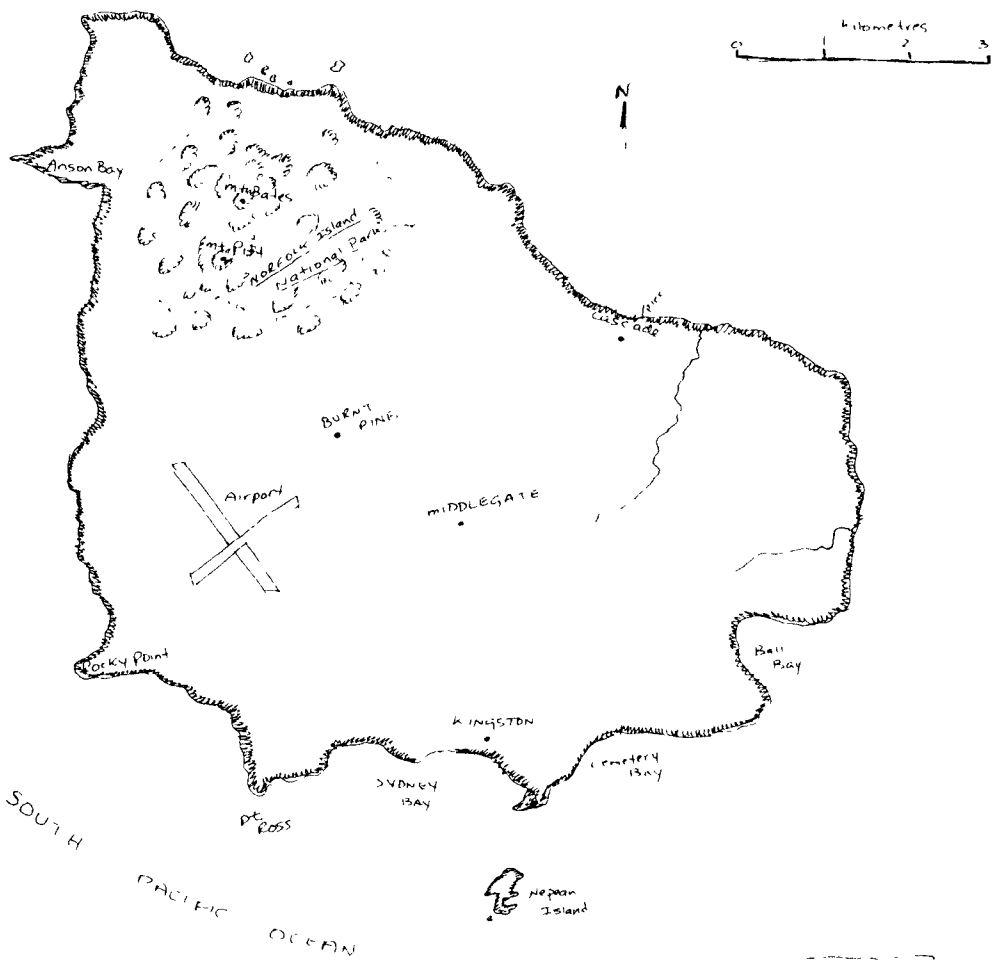 Kilometres
0 1 2 3
N
Anson Bay
mt Bates
mt Pitt
NORFOLK Island
National Park
Cascade
BURNT
PINE.
Airport
MIDDLEGATE
Rocky Point
Ball
Bay
KINGSTON
Cemetery
BAY
SYDNEY
BAY
Pt ROSS
SOUTH
PACIFIC
OCEAN
Nepean
Island